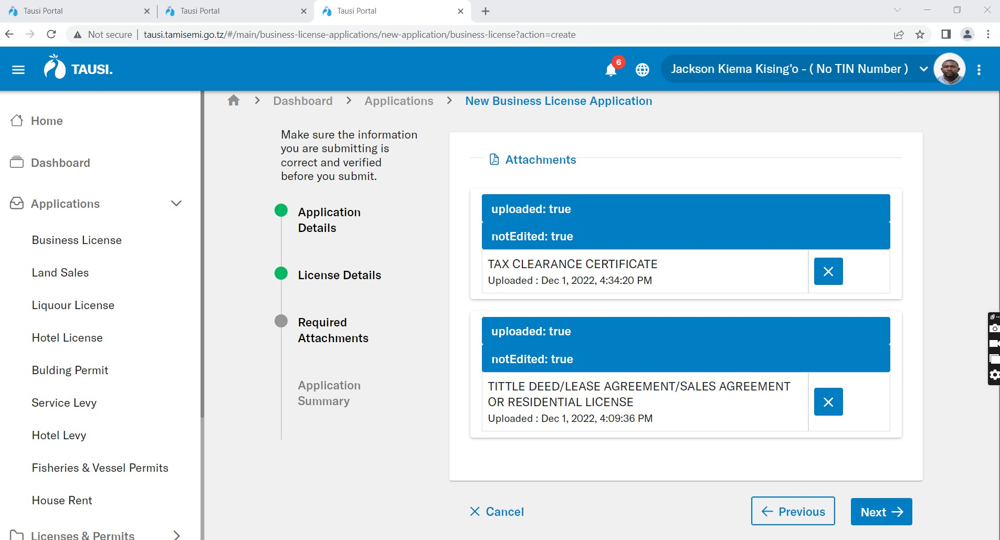 Tausi Portal
Tausi Portal
Tausi Portal
Not secure
tausi.tamisemi.go.tz/#/main/business-license-applications/new-application/business-license?action=create
TAUSI.
6
Jackson Kiema Kising'o - ( No TIN Number )
Dashboard
Applications
New Business License Application
Home
Dashboard
Applications
Business License
Land Sales
Liquour License
Hotel License
Bulding Permit
Service Levy
Hotel Levy
Fisheries & Vessel Permits
House Rent
Licenses & Permits
Make sure the information
you are submitting is
correct and verified
before you submit.
Application
Details
License Details
Required
Attachments
Application
Summary
Attachments
uploaded: true
notEdited: true
TAX CLEARANCE CERTIFICATE
Uploaded : Dec 1, 2022, 4:34:20 PM
uploaded: true
notEdited: true
TITTLE DEED/LEASE AGREEMENT/SALES AGREEMENT
OR RESIDENTIAL LICENSE
Uploaded : Dec 1, 2022, 4:09:36 PM
Cancel
Previous
Next